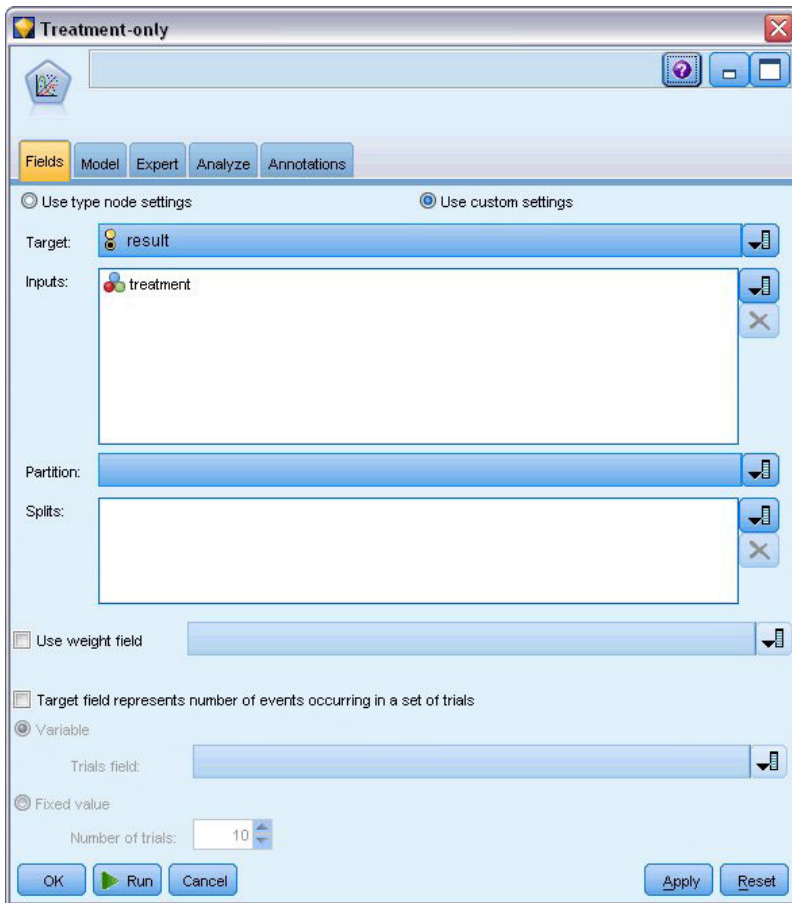 Treatment-only
Fields Model Expert Analyze Annotations
Use type node settings Use custom settings
Target: result
Inputs: treatment
Partition:
Splits:
Use weight field
Target field represents number of events occurring in a set of trials
Variable
Trials field:
Fixed value
Number of trials: 10
OK Run Cancel Apply Reset